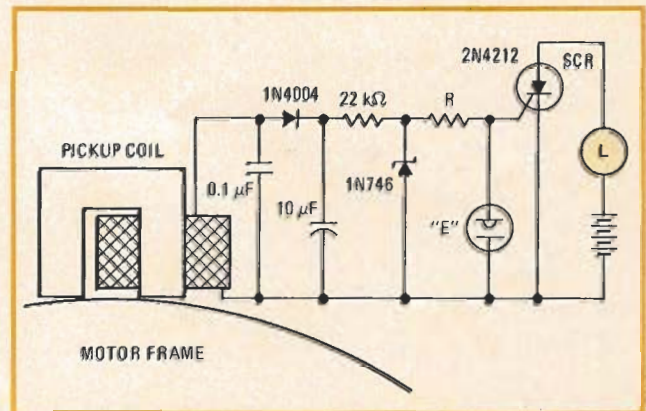 2N4212
SCR
1N4004
22 kΩ
R
PICKUP COIL
L
0.1 µF
1N746
10 µF
"E"
MOTOR FRAME